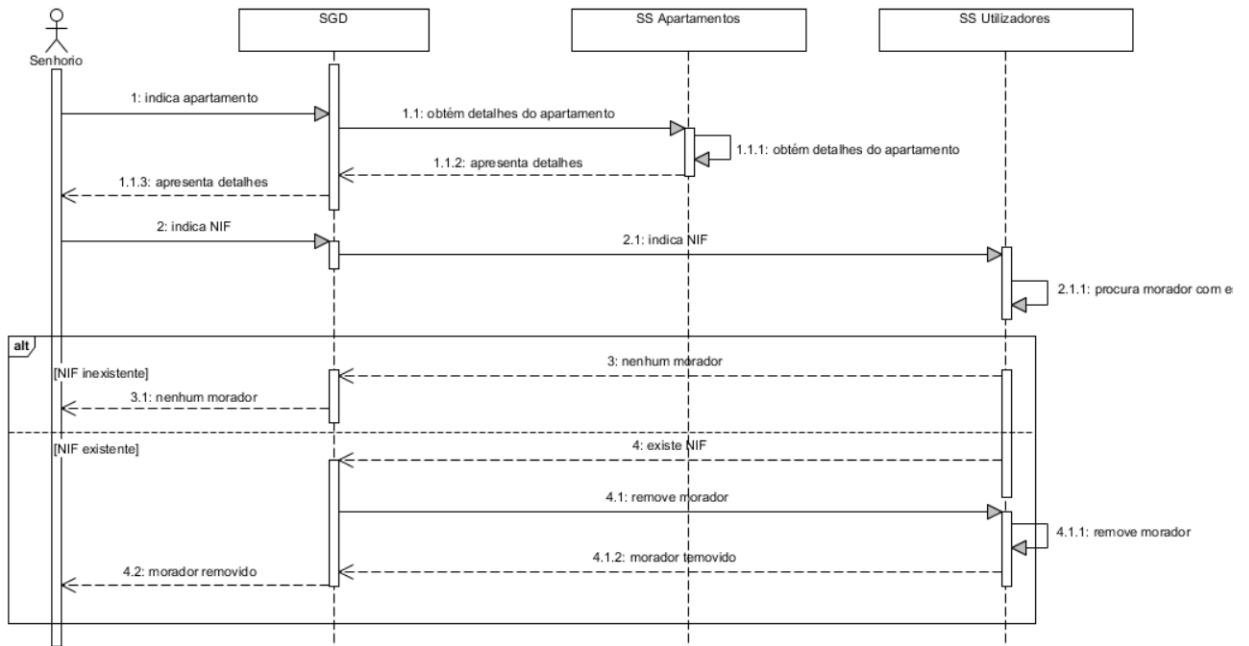 SGD
SS Apartamentos
SS Utilizadores
Senhorio
1: indica apartamento
1.1: obtém detalhes do apartamento
1.1.1: obtém detalhes do apartamento
1.1.2: apresenta detalhes
1.1.3: apresenta detalhes
2: indica NIF
2.1: indica NIF
2.1.1: procura morador com
alt
[NIF inexistente]
3: nenhum morador
3.1: nenhum morador
[NIF existente]
4: existe NIF
4.1: remove morador
4.1.1: remove morador
4.1.2: morador removido
4.2: morador removido